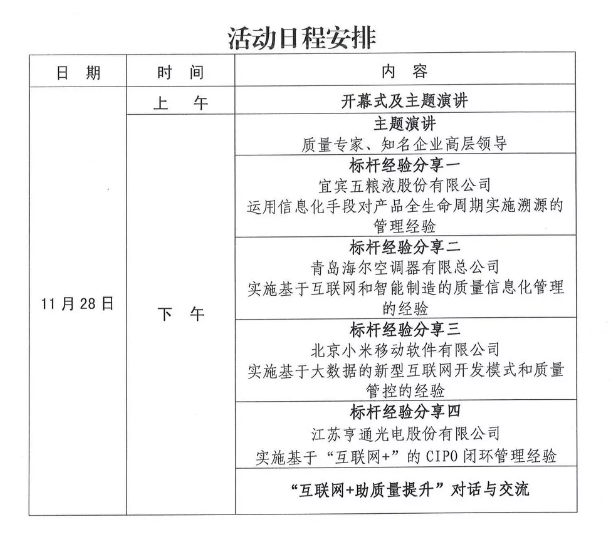 活动日程安排
日 期 时 间 内 容
上 午 开幕式及主题演讲
主题演讲
质量专家、知名企业高层领导
标杆经验分享一
宜宾五粮液股份有限公司
运用信息化手段对产品全生命周期实施溯源的
管理经验
标杆经验分享二
青岛海尔空调器有限总公司
实施基于互联网和智能制造的质量信息化管理
的经验
11月28日
下 午
标杆经验分享三
北京小米移动软件有限公司
实施基于大数据的新型互联网开发模式和质量
管控的经验
标杆经验分享四
江苏亨通光电股份有限公司
实施基于“互联网+”的CIPO闭环管理经验
“互联网+助质量提升”对话与交流